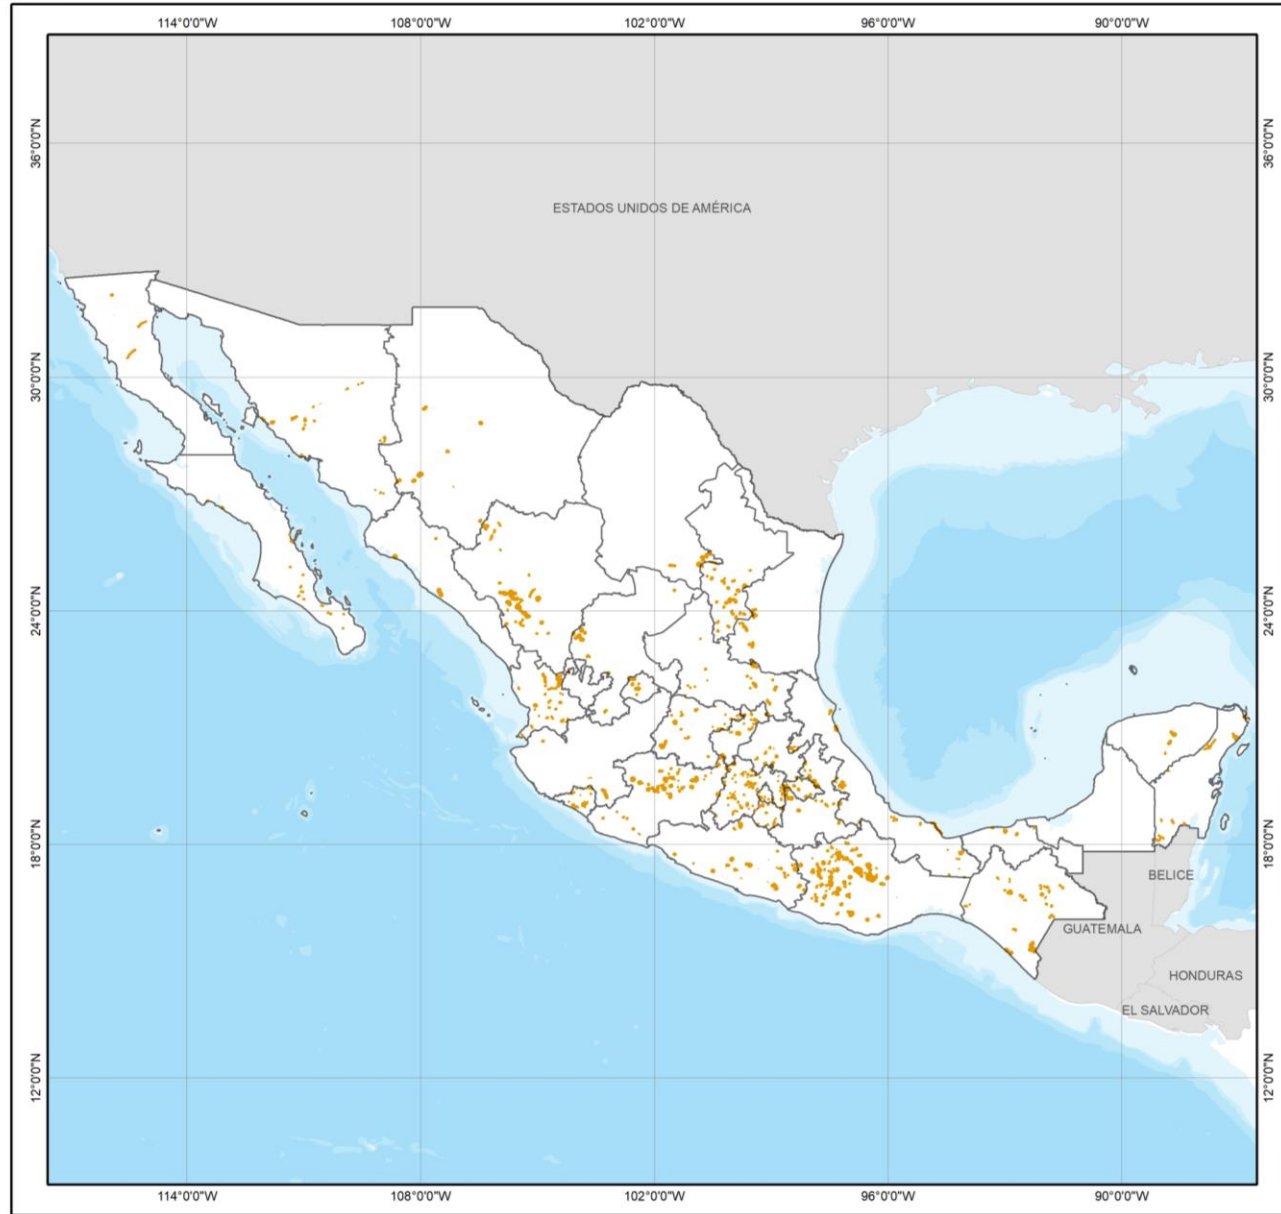 114°0'0"W 108°0'0"W 102°0'0"W 96°0'0"W 90°0'0"W
36°0'0"N 36°0'0"N
ESTADOS UNIDOS DE AMÉRICA
30°0'0"N 30°0'0"N
24°0'0"N 24°0'0"N
18°0'0"N 18°0'0"N
BELICE
GUATEMALA
HONDURAS
EL SALVADOR
12°0'0"N 12°0'0"N
114°0'0"W 108°0'0"W 102°0'0"W 96°0'0"W 90°0'0"W